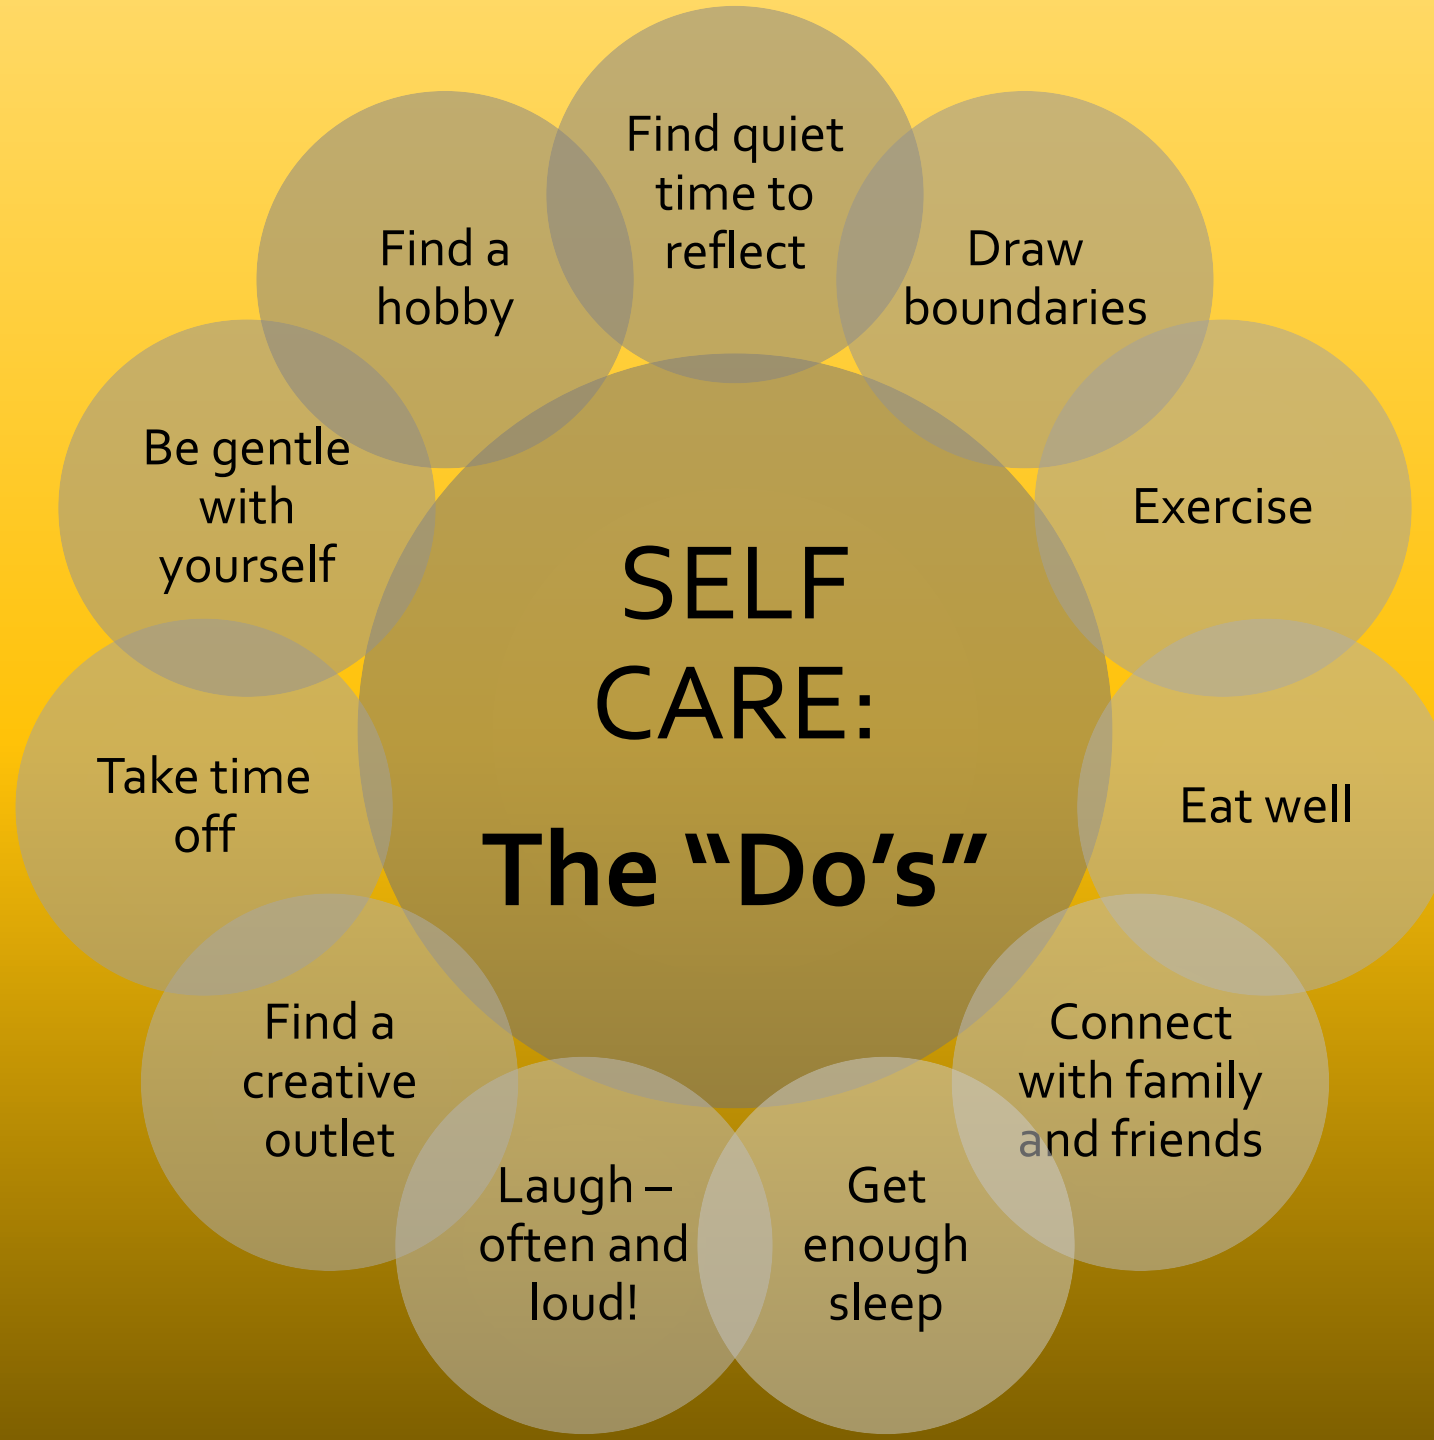 Find quiet
time to
reflect
Draw
boundaries
Exercise
Eat well
Connect
with family
and friends
Get
enough
sleep
Laugh –
often and
loud!
Find a
creative
outlet
Take time
off
Be gentle
with
yourself
Find a
hobby
SELF
CARE:
The “Do’s”